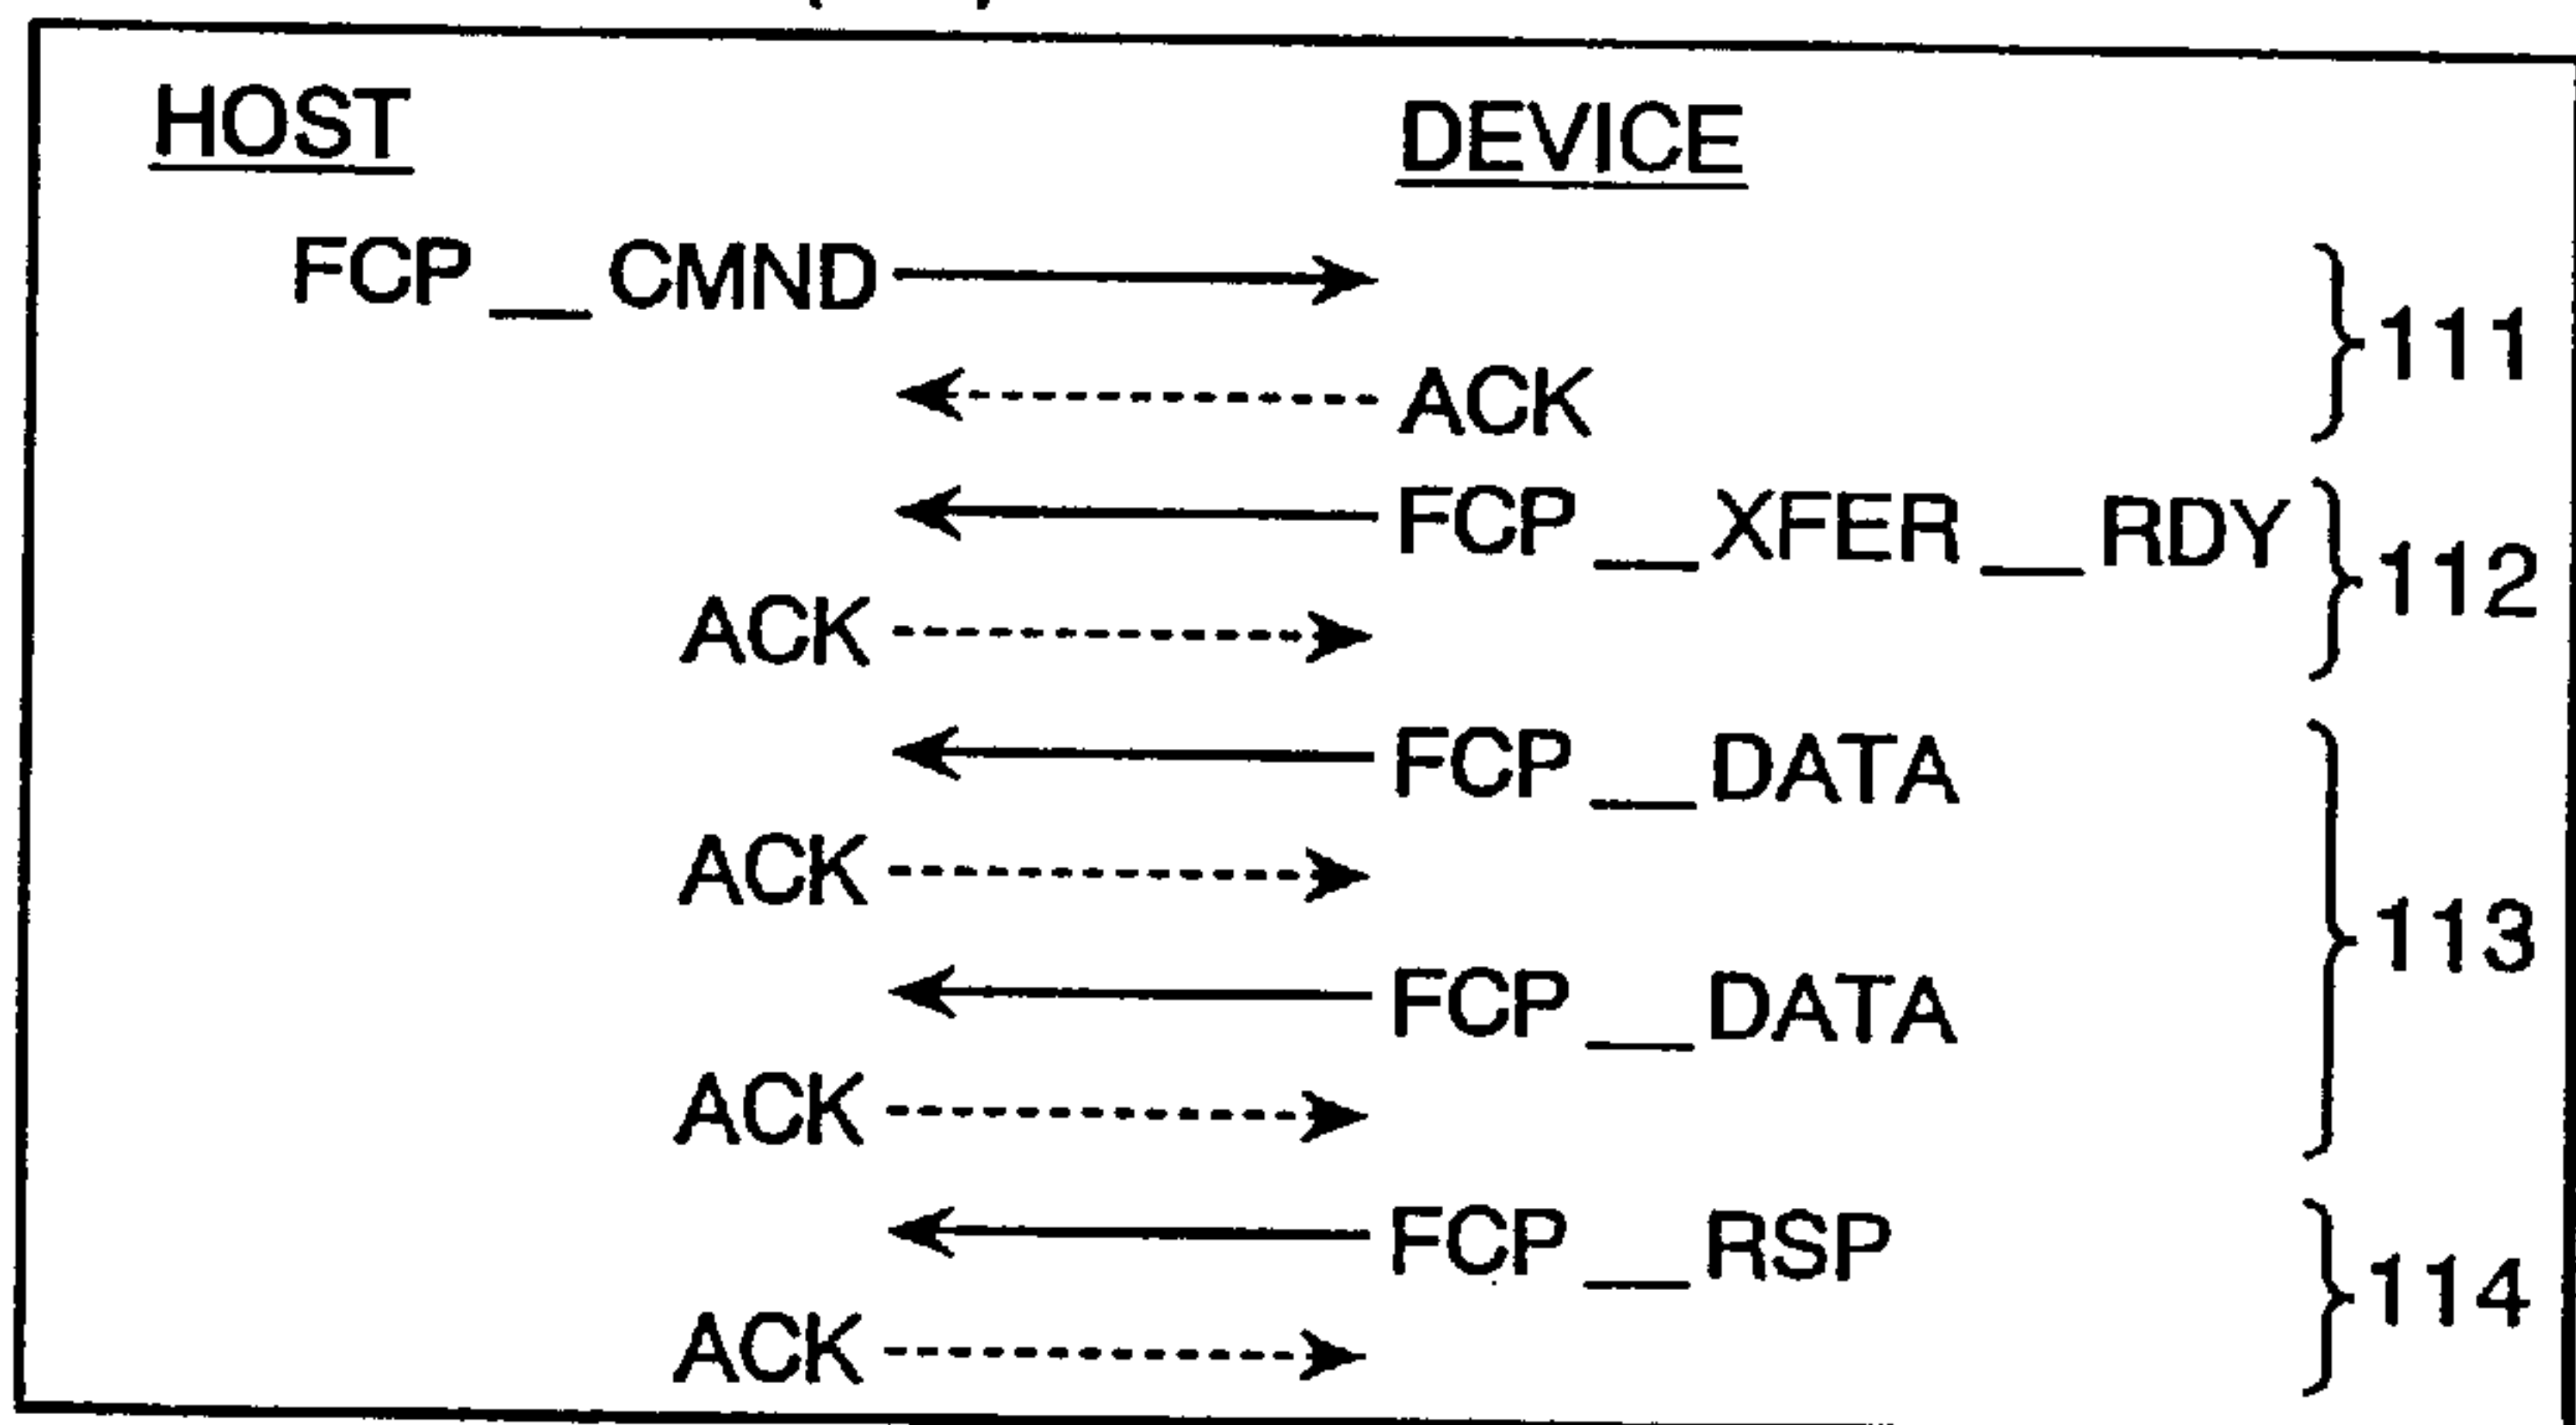 HOST DEVICE
FCP__CMND
111
ACK
FCP__XFER__RDY
112
ACK
FCP__DATA
ACK
113
FCP__DATA
ACK
FCP__RSP
114
ACK